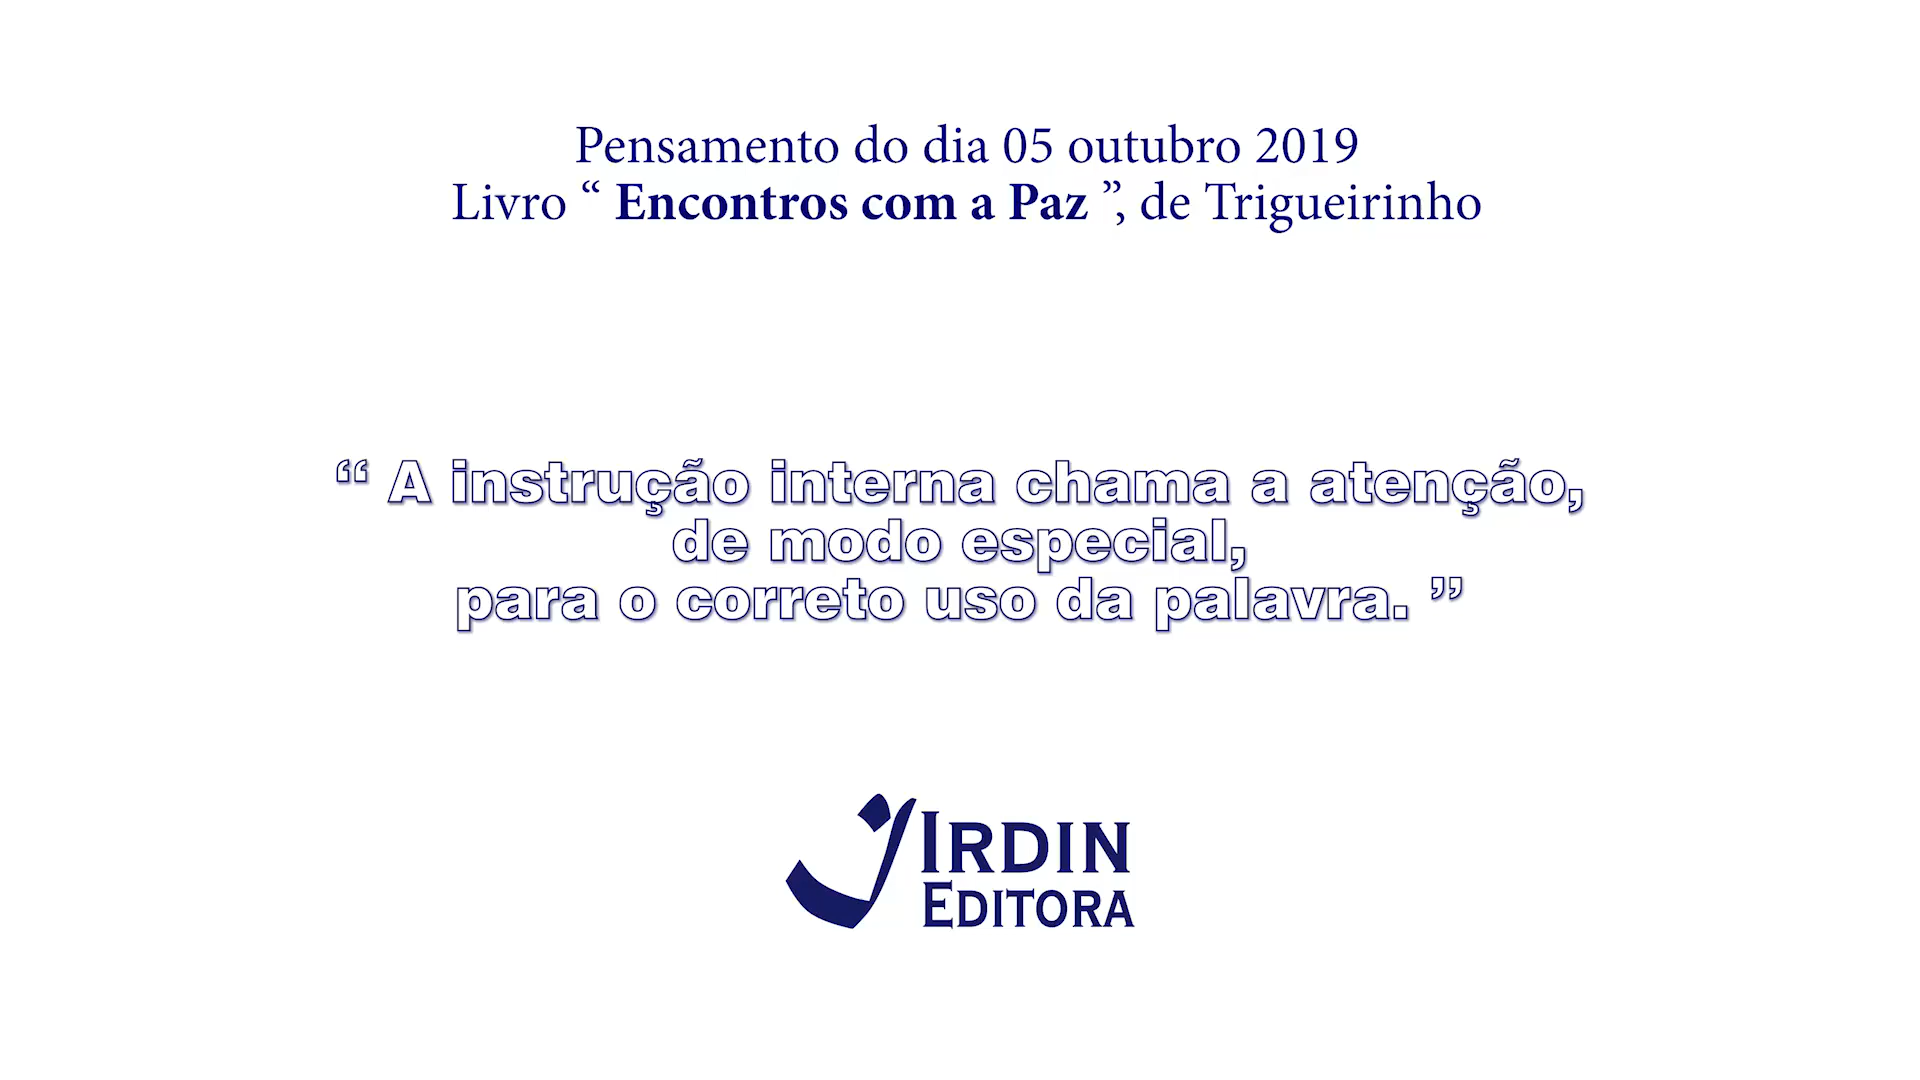 Pensamento do dia 05 outubro 2019
Livro “ Encontros com a Paz ”, de Trigueirinho
“ A instrução interna chama a atenção,
de modo especial,
para o correto uso da palavra. ”
IRDIN
EDITORA